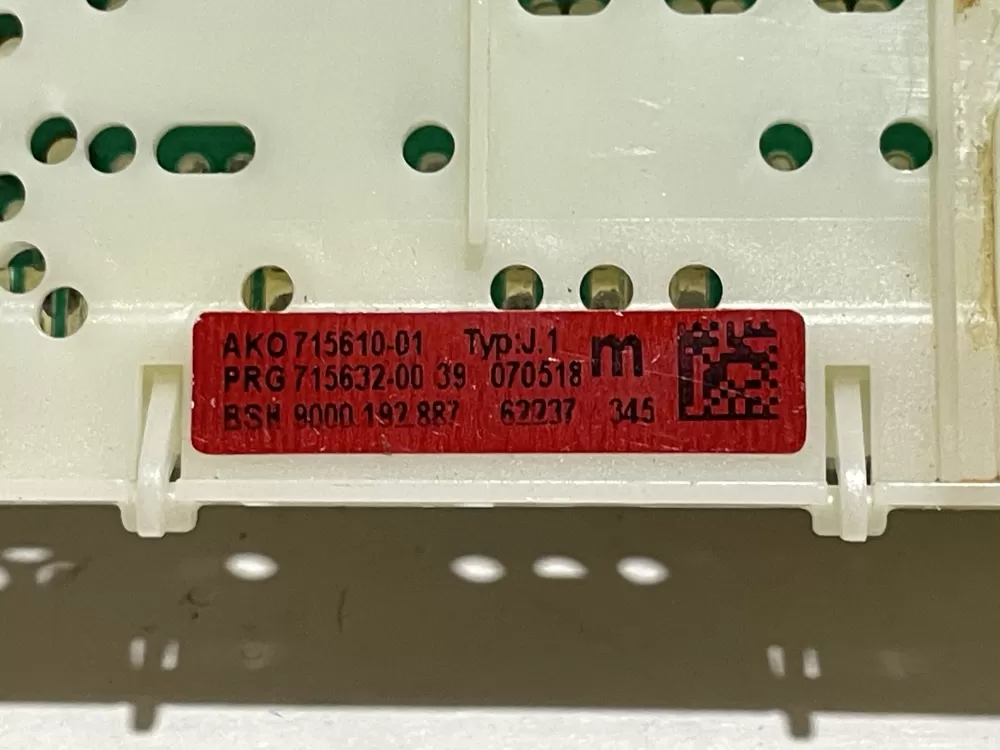 AKO 715610-01 Typ:J.1 m
PRG 715632-00 39 070518
BSH 9000.192.887 62237 345